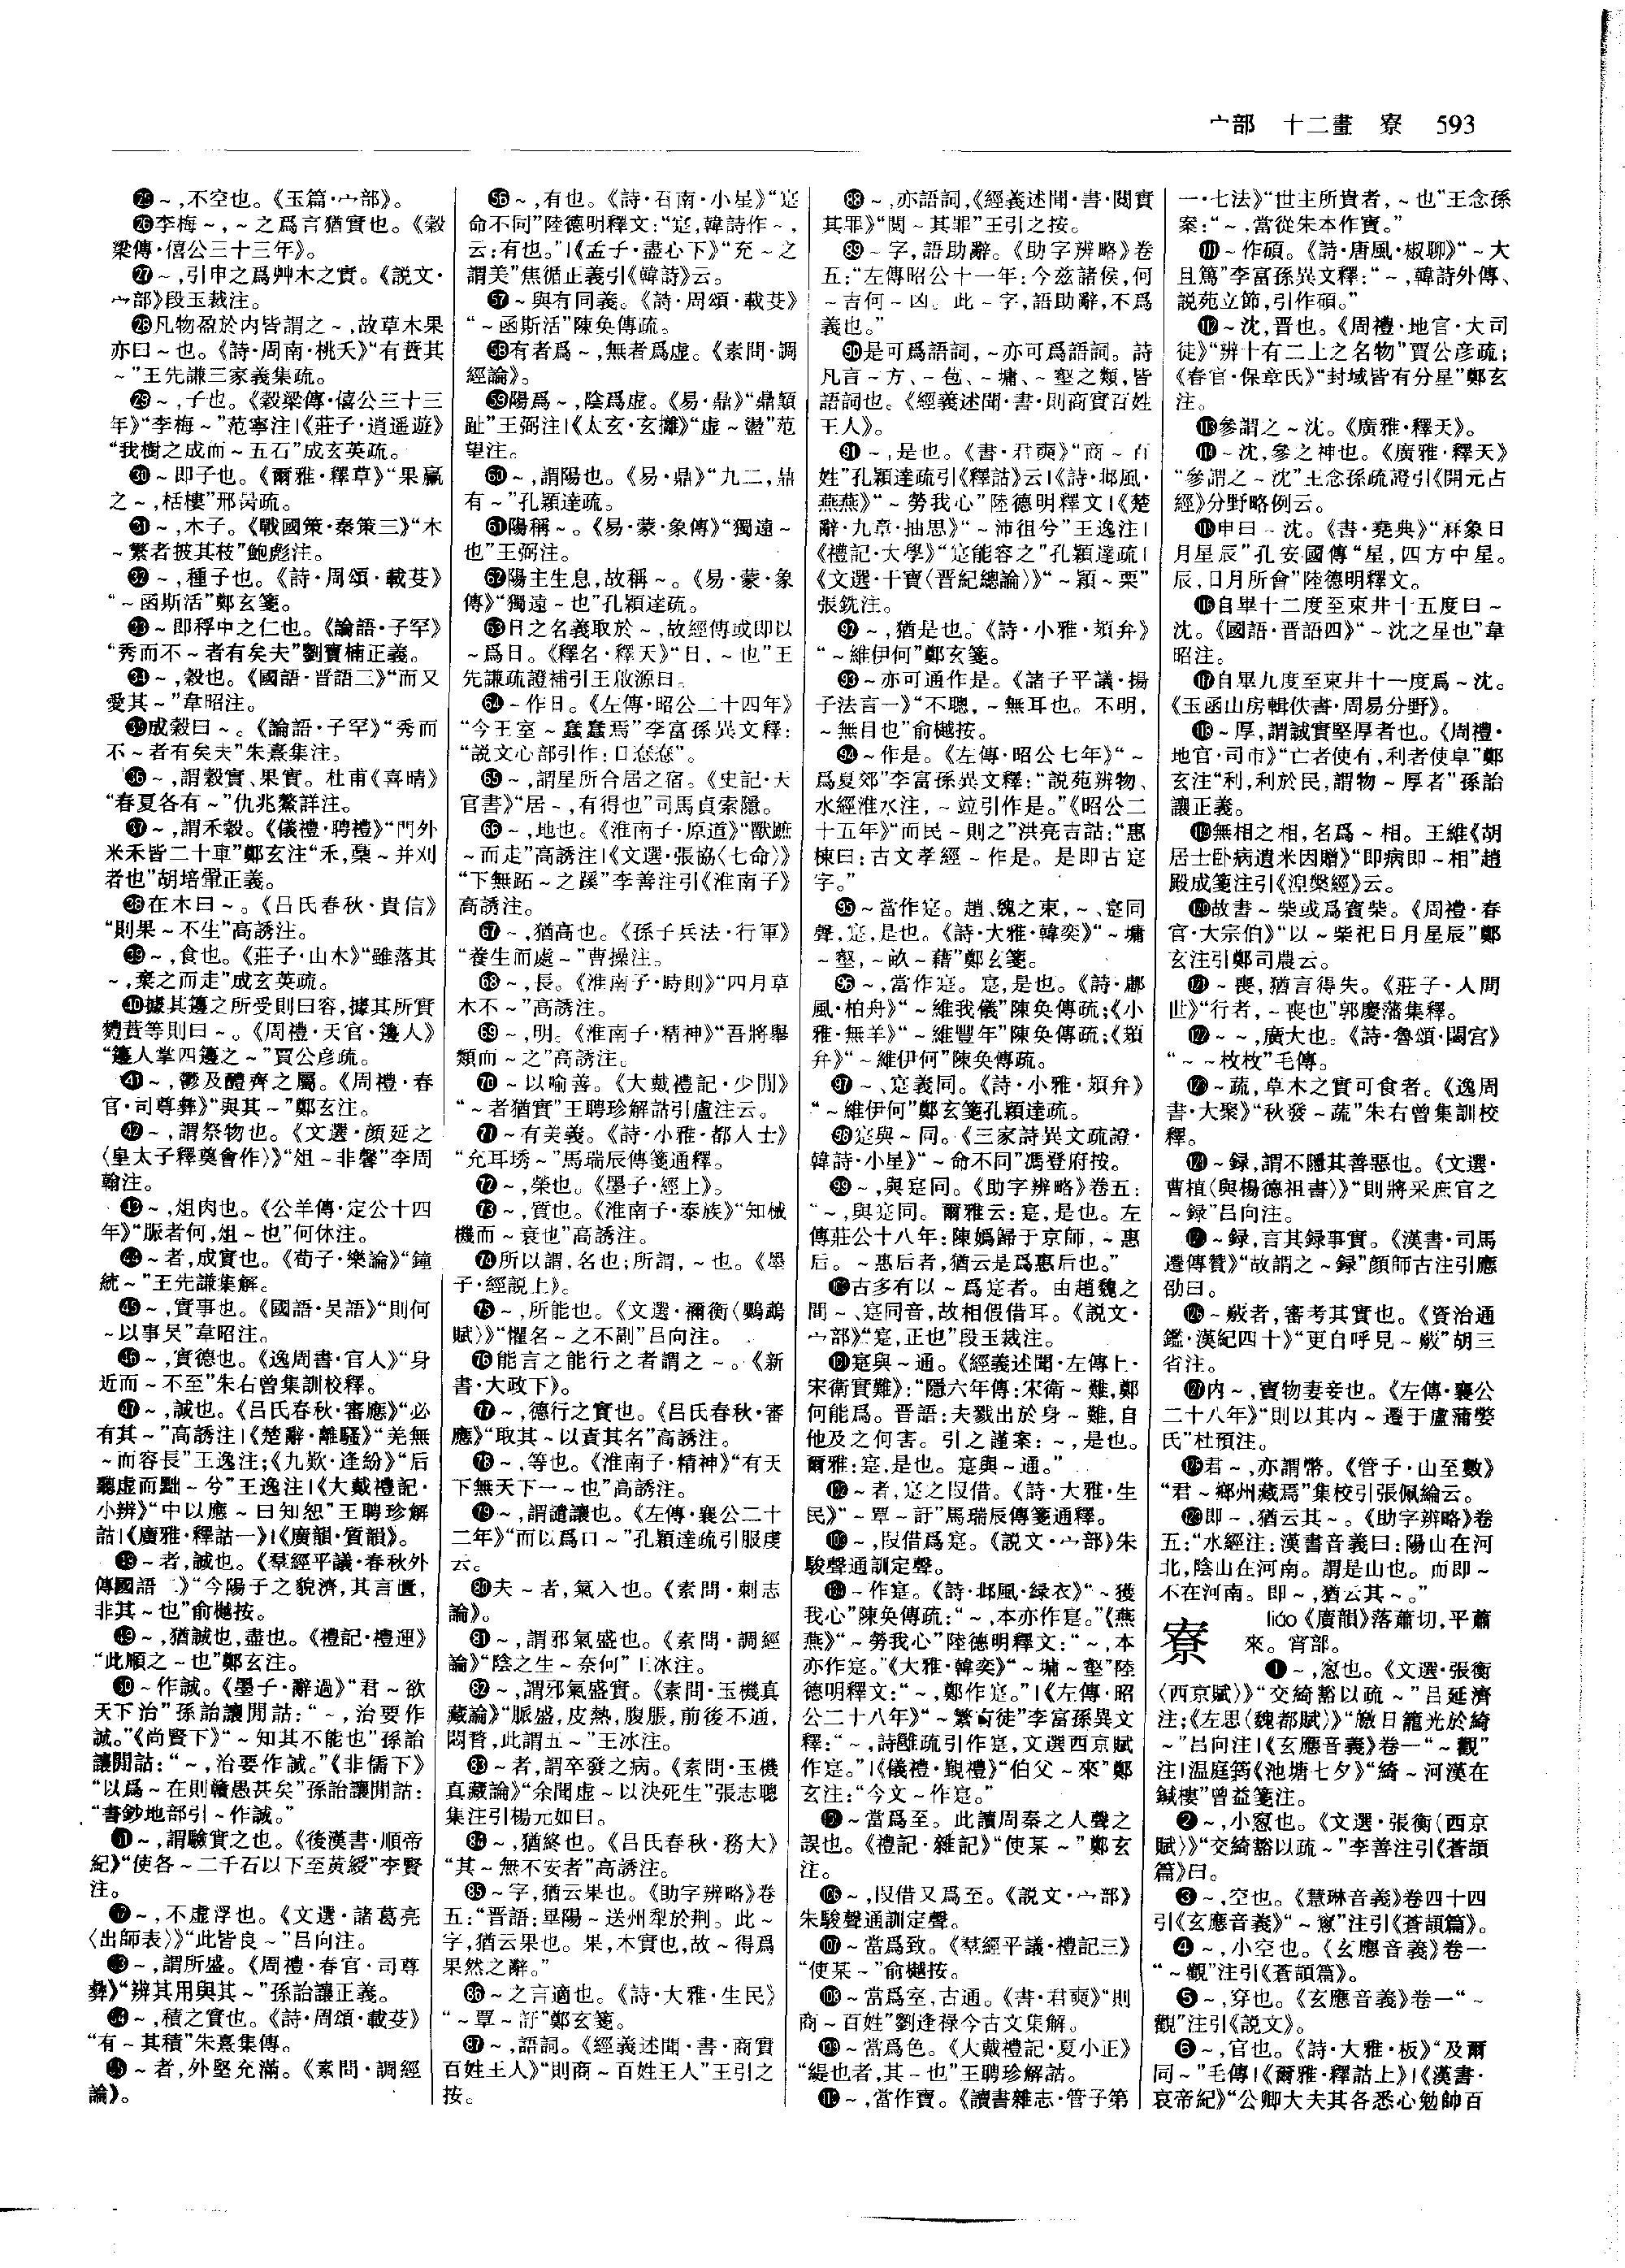 宀部 十二畫 寮 593
㉕～,不空也。《玉篇·宀部》。
㉖李梅～,～之爲言猶實也。《穀
梁傳·僖公三十三年》。
㉗～,引申之爲艸木之實。《説文·
宀部》段玉裁注。
㉘凡物盈於内皆謂之～,故草木果
亦曰～也。《詩·周南·桃夭》“有蕡其
～”王先謙三家義集疏。
㉙～,子也。《穀梁傳·僖公三十三
年》“李梅～”范寧注|《莊子·逍遥遊》
“我樹之成而～五石”成玄英疏。
㉚～即子也。《爾雅·釋草》“果臝
之～,栝樓”邢昺疏。
㉛～,木子。《戰國策·秦策三》“木
～繁者披其枝”鮑彪注。
㉜～,種子也。《詩·周頌·載芟》
“～函斯活”鄭玄箋。
㉝～即稃中之仁也。《論語·子罕》
“秀而不～者有矣夫”劉寶楠正義。
㉞～,穀也。《國語·晋語二》“而又
愛其～”韋昭注。
㉟成穀曰～。《論語·子罕》“秀而
不～者有矣夫”朱熹集注。
㊱～,謂穀實、果實。杜甫《喜晴》
“春夏各有～”仇兆鰲詳注。
㊲～,謂禾穀。《儀禮·聘禮》“門外
米禾皆二十車”鄭玄注“禾,稾～并刈
者也”胡培翬正義。
㊳在木曰～。《吕氏春秋·貴信》
“則果～不生”高誘注。
㊴～,食也。《莊子·山木》“雖落其
～,棄之而走”成玄英疏。
㊵據其籩之所受則曰容,據其所實
麷蕡等則曰～。《周禮·天官·籩人》
“籩人掌四籩之～”賈公彦疏。
㊶～,鬱及醴齊之屬。《周禮·春
官·司尊彝》“與其～”鄭玄注。
㊷～,謂祭物也。《文選·顔延之
〈皇太子釋奠會作〉》“俎～非馨”李周
翰注。
㊸～,俎肉也。《公羊傳·定公十四
年》“脤者何,俎～也”何休注。
㊹～者,成實也。《荀子·樂論》“鐘
統～”王先謙集解。
㊺～,實事也。《國語·吴語》“則何
～以事吴”韋昭注。
㊻～,實德也。《逸周書·官人》“身
近而～不至”朱右曾集訓校釋。
㊼～,誠也。《吕氏春秋·審應》“必
有其～”高誘注|《楚辭·離騷》“羌無
～而容長”王逸注;《九歎·逢紛》“后
聽虚而黜～兮”王逸注|《大戴禮記·
小辨》“中以應～曰知恕”王聘珍解
詁|《廣雅·釋詁一》|《廣韻·質韻》。
㊽～者,誠也。《羣經平議·春秋外
傳國語二》“今陽子之貌濟,其言匱,
非其～也”俞樾按。
㊾～,猶誠也,盡也。《禮記·禮運》
“此順之～也”鄭玄注。
㊿～作誠。《墨子·辭過》“君～欲
天下治”孫詒讓閒詁:“～,治要作
誠。”《尚賢下》“～知其不能也”孫詒
讓閒詁:“～,治要作誠。”《非儒下》
“以爲～在則戇愚甚矣”孫詒讓閒詁:
“書鈔地部引～作誠。”
51～,謂驗實之也。《後漢書·順帝
紀》“使各～二千石以下至黄綬”李賢
注。
52～,不虚浮也。《文選·諸葛亮
〈出師表〉》“此皆良～”吕向注。
53～,謂所盛。《周禮·春官·司尊
彝》“辨其用與其～”孫詒讓正義。
54～,積之實也。《詩·周頌·載芟》
“有～其積”朱熹集傳。
55～者,外堅充滿。《素問·調經
論》。
56～,有也。《詩·召南·小星》“寔
命不同”陸德明釋文:“寔,韓詩作～,
云:有也。”|《孟子·盡心下》“充～之
謂美”焦循正義引《韓詩》云。
57～與有同義。《詩·周頌·載芟》
“～函斯活”陳奂傳疏。
58有者爲～,無者爲虚。《素問·調
經論》。
59陽爲～,陰爲虚。《易·鼎》“鼎顛
趾”王弼注|《太玄·玄攡》“虚～盪”范
望注。
60～,謂陽也。《易·鼎》“九二,鼎
有～”孔穎達疏。
61陽稱～。《易·蒙·象傳》“獨遠～
也”王弼注。
62陽主生息,故稱～。《易·蒙·象
傳》“獨遠～也”孔穎達疏。
63日之名義取於～,故經傳或即以
～爲日。《釋名·釋天》“日,～也”王
先謙疏證補引王啟源曰。
64～作日。《左傳·昭公二十四年》
“今王室～蠢蠢焉”李富孫異文釋:
“説文心部引作:日惷惷”。
65～,謂星所合居之宿。《史記·天
官書》“居～,有得也”司馬貞索隱。
66～,地也。《淮南子·原道》“獸蹠
～而走”高誘注|《文選·張協〈七命〉》
“下無跖～之蹊”李善注引《淮南子》
高誘注。
67～,猶高也。《孫子兵法·行軍》
“養生而處～”曹操注。
68～,長。《淮南子·時則》“四月草
木不～”高誘注。
69～,明。《淮南子·精神》“吾將舉
類而～之”高誘注。
70～以喻善。《大戴禮記·少閒》
“～者猶實”王聘珍解詁引盧注云。
71～有美義。《詩·小雅·都人士》
“充耳琇～”馬瑞辰傳箋通釋。
72～,榮也。《墨子·經上》。
73～,質也。《淮南子·泰族》“知械
機而～衰也”高誘注。
74所以謂,名也;所謂,～也。《墨
子·經説上》。
75～,所能也。《文選·禰衡〈鸚鵡
賦〉》“懼名～之不副”吕向注。
76能言之能行之者謂之～。《新
書·大政下》。
77～,德行之實也。《吕氏春秋·審
應》“取其～以責其名”高誘注。
78～,等也。《淮南子·精神》“有天
下無天下一～也”高誘注。
79～,謂譴讓也。《左傳·襄公二十
二年》“而以爲口～”孔穎達疏引服虔
云。
80夫～者,氣入也。《素問·刺志
論》。
81～,謂邪氣盛也。《素問·調經
論》“陰之生～奈何”王冰注。
82～,謂邪氣盛實。《素問·玉機真
藏論》“脈盛,皮熱,腹脹,前後不通,
悶瞀,此謂五～”王冰注。
83～者,謂卒發之病。《素問·玉機
真藏論》“余聞虚～以決死生”張志聰
集注引楊元如曰。
84～,猶終也。《吕氏春秋·務大》
“其～無不安者”高誘注。
85～字,猶云果也。《助字辨略》卷
五:“晋語:畢陽～送州犁於荆。此～
字,猶云果也。果,木實也,故～得爲
果然之辭。”
86～之言適也。《詩·大雅·生民》
“～覃～訏”鄭玄箋。
87～,語詞。《經義述聞·書·商實
百姓王人》“則商～百姓王人”王引之
按。
88～,亦語詞,《經義述聞·書·閱實
其罪》“閲～其罪”王引之按。
89～字,語助辭。《助字辨略》卷
五:“左傳昭公十一年:今兹諸侯,何
～吉何～凶。此～字,語助辭,不爲
義也。”
90是可爲語詞,～亦可爲語詞。詩
凡言～方、～苞、～墉、～壑之類,皆
語詞也。《經義述聞·書·則商實百姓
王人》。
91～,是也。《書·君奭》“商～百
姓”孔穎達疏引《釋詁》云|《詩·邶風·
燕燕》“～勞我心”陸德明釋文|《楚
辭·九章·抽思》“～沛徂兮”王逸注|
《禮記·大學》“寔能容之”孔穎達疏|
《文選·干寶〈晋紀總論〉》“～穎～栗”
張銑注。
92～,猶是也。《詩·小雅·頍弁》
“～維伊何”鄭玄箋。
93～亦可通作是。《諸子平議·揚
子法言一》“不聰,～無耳也。不明,
～無目也”俞樾按。
94～作是。《左傳·昭公七年》“～
爲夏郊”李富孫異文釋:“説苑辨物、
水經淮水注,～竝引作是。”《昭公二
十五年》“而民～則之”洪亮吉詁:“惠
棟曰:古文孝經～作是。是即古寔
字。”
95～當作寔。趙、魏之東,～、寔同
聲,寔,是也。《詩·大雅·韓奕》“～墉
～壑,～畝～藉”鄭玄箋。
96～,當作寔。寔,是也。《詩·鄘
風·柏舟》“～維我儀”陳奂傳疏;《小
雅·無羊》“～維豐年”陳奂傳疏;《頍
弁》“～維伊何”陳奂傳疏。
97～、寔義同。《詩·小雅·頍弁》
“～維伊何”鄭玄箋孔穎達疏。
98寔與～同。《三家詩異文疏證·
韓詩·小星》“～命不同”馮登府按。
99～,與寔同。《助字辨略》卷五:
“～,與寔同。爾雅云:寔,是也。左
傳莊公十八年:陳嬀歸于京師,～惠
后。～惠后者,猶云是爲惠后也。”
100古多有以～爲寔者。由趙魏之
間～、寔同音,故相假借耳。《説文·
宀部》“寔,正也”段玉裁注。
101寔與～通。《經義述聞·左傳上·
宋衛實難》:“隱六年傳:宋衛～難,鄭
何能爲。晋語:夫戮出於身～難,自
他及之何害。引之謹案:～,是也。
爾雅:寔,是也。寔與～通。”
102～者,寔之叚借。《詩·大雅·生
民》“～覃～訏”馬瑞辰傳箋通釋。
103～,叚借爲寔。《説文·宀部》朱
駿聲通訓定聲。
104～作寔。《詩·邶風·緑衣》“～獲
我心”陳奂傳疏:“～,本亦作寔。”《燕
燕》“～勞我心”陸德明釋文:“～,本
亦作寔。”《大雅·韓奕》“～墉～壑”陸
德明釋文:“～,鄭作寔。”|《左傳·昭
公二十八年》“～繁有徒”李富孫異文
釋:“～,詩雝疏引作寔,文選西京賦
作寔。”|《儀禮·覲禮》“伯父～來”鄭
玄注:“今文～作寔。”
105～當爲至。此讀周秦之人聲之
誤也。《禮記·雜記》“使某～”鄭玄
注。
106～,叚借又爲至。《説文·宀部》
朱駿聲通訓定聲。
107～當爲致。《羣經平議·禮記三》
“使某～”俞樾按。
108～當爲室,古通。《書·君奭》“則
商～百姓”劉逢禄今古文集解。
109～當爲色。《大戴禮記·夏小正》
“緹也者,其～也”王聘珍解詁。
110～,當作寶。《讀書雜志·管子第
一·七法》“世主所貴者,～也”王念孫
案:“～,當從朱本作寶。”
111～作碩。《詩·唐風·椒聊》“～大
且篤”李富孫異文釋:“～,韓詩外傳、
説苑立節,引作碩。”
112～沈,晋也。《周禮·地官·大司
徒》“辨十有二土之名物”賈公彦疏;
《春官·保章氏》“封域皆有分星”鄭玄
注。
113參謂之～沈。《廣雅·釋天》。
114～沈,參之神也。《廣雅·釋天》
“參謂之～沈”王念孫疏證引《開元占
經》分野略例云。
115申曰～沈。《書·堯典》“厤象日
月星辰”孔安國傳“星,四方中星。
辰,日月所會”陸德明釋文。
116自畢十二度至東井十五度曰～
沈。《國語·晋語四》“～沈之星也”韋
昭注。
117自畢九度至東井十一度爲～沈。
《玉函山房輯佚書·周易分野》。
118～厚,謂誠實堅厚者也。《周禮·
地官·司市》“亡者使有,利者使阜”鄭
玄注“利,利於民,謂物～厚者”孫詒
讓正義。
119無相之相,名爲～相。王維《胡
居士卧病遺米因贈》“即病即～相”趙
殿成箋注引《涅槃經》云。
120故書～柴或爲賓柴。《周禮·春
官·大宗伯》“以～柴祀日月星辰”鄭
玄注引鄭司農云。
121～喪,猶言得失。《莊子·人間
世》“行者,～喪也”郭慶藩集釋。
122～～,廣大也。《詩·魯頌·閟宫》
“～～枚枚”毛傳。
123～疏,草木之實可食者。《逸周
書·大聚》“秋發～蔬”朱右曾集訓校
釋。
124～録,謂不隱其善惡也。《文選·
曹植〈與楊德祖書〉》“則將采庶官之
～録”吕向注。
125～録,言其録事實。《漢書·司馬
遷傳贊》“故謂之～録”顔師古注引應
劭曰。
126～覈者,審考其實也。《資治通
鑑·漢紀四十》“更自呼見～覈”胡三
省注。
127内～,寶物妻妾也。《左傳·襄公
二十八年》“則以其内～遷于盧蒲嫳
氏”杜預注。
128君～,亦謂幣。《管子·山至數》
“君～鄉州藏焉”集校引張佩綸云。
129即～,猶云其～。《助字辨略》卷
五:“水經注:漢書音義曰:陽山在河
北,陰山在河南。謂是山也。而即～
不在河南。即～,猶云其～。”
寮 liáo《廣韻》落蕭切,平蕭
來。宵部。
❶～,窻也。《文選·張衡
〈西京賦〉》“交綺豁以疏～”吕延濟
注;《左思〈魏都賦〉》“皦日籠光於綺
～”吕向注|《玄應音義》卷一“～觀”
注|温庭筠《池塘七夕》“綺～河漢在
鍼樓”曾益箋注。
❷～,小窻也。《文選·張衡〈西京
賦〉》“交綺豁以疏～”李善注引《蒼頡
篇》曰。
❸～,空也。《慧琳音義》卷四十四
引《玄應音義》“～窻”注引《蒼頡篇》。
❹～,小空也。《玄應音義》卷一
“～觀”注引《蒼頡篇》。
❺～,穿也。《玄應音義》卷一“～
觀”注引《説文》。
❻～,官也。《詩·大雅·板》“及爾
同～”毛傳|《爾雅·釋詁上》|《漢書·
哀帝紀》“公卿大夫其各悉心勉帥百